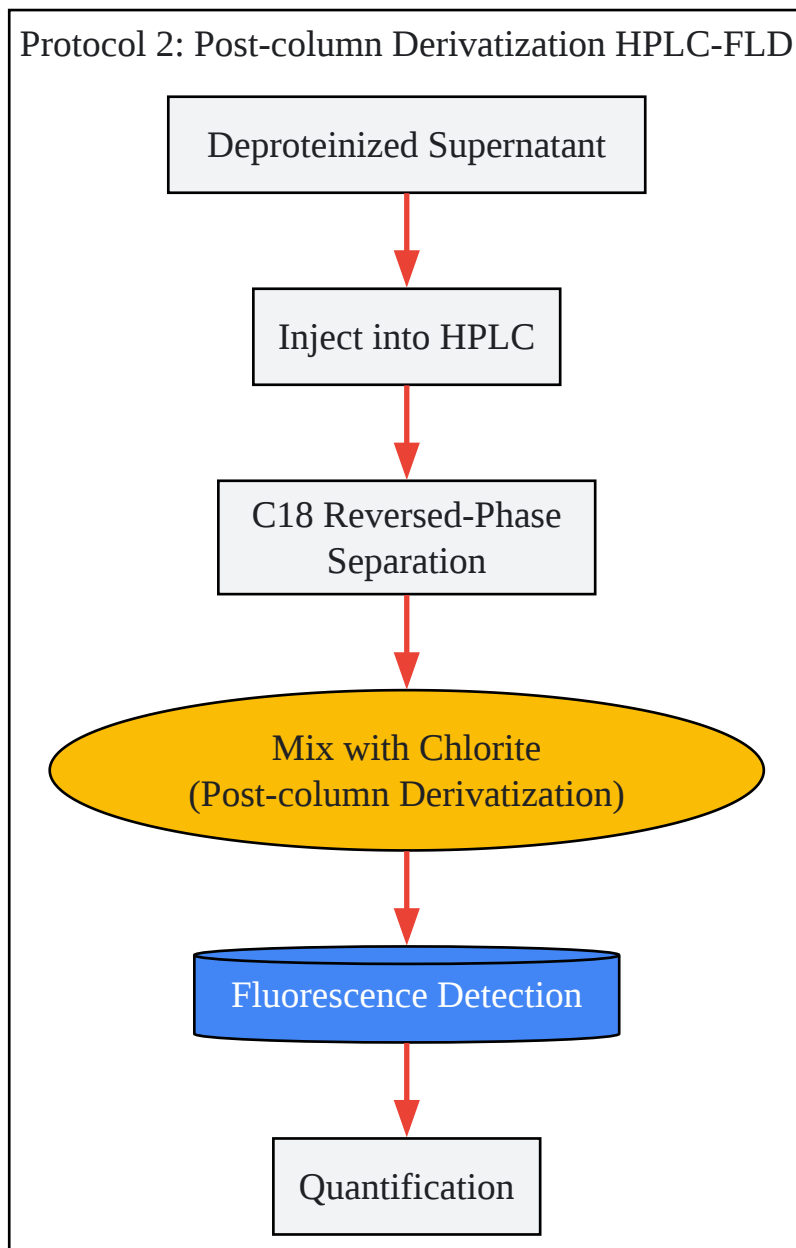 Protocol 2: Post-column Derivatization HPLC-FLD
Deproteinized Supernatant
Inject into HPLC
C18 Reversed-Phase
Separation
Mix with Chlorite
(Post-column Derivatization)
Fluorescence Detection
Quantification